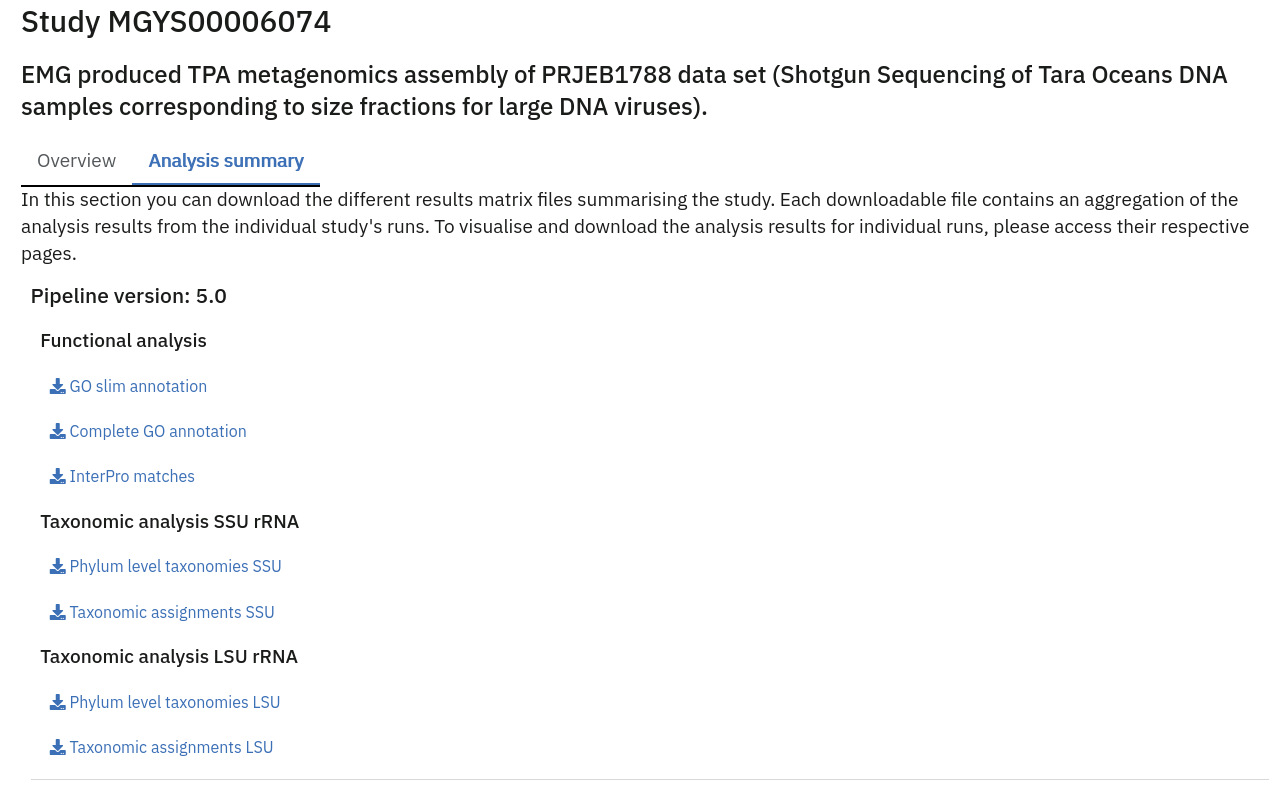 Study MGYS00006074
EMG produced TPA metagenomics assembly of PRJEB1788 data set (Shotgun Sequencing of Tara Oceans DNA
samples corresponding to size fractions for large DNA viruses).
Overview
Analysis summary
In this section you can download the different results matrix files summarising the study. Each downloadable file contains an aggregation of the
analysis results from the individual study's runs. To visualise and download the analysis results for individual runs, please access their respective
pages.
Pipeline version: 5.0
Functional analysis
GO slim annotation
Complete GO annotation
InterPro matches
Taxonomic analysis SSU rRNA
Phylum level taxonomies SSU
Taxonomic assignments SSU
Taxonomic analysis LSU rRNA
Phylum level taxonomies LSU
Taxonomic assignments LSU